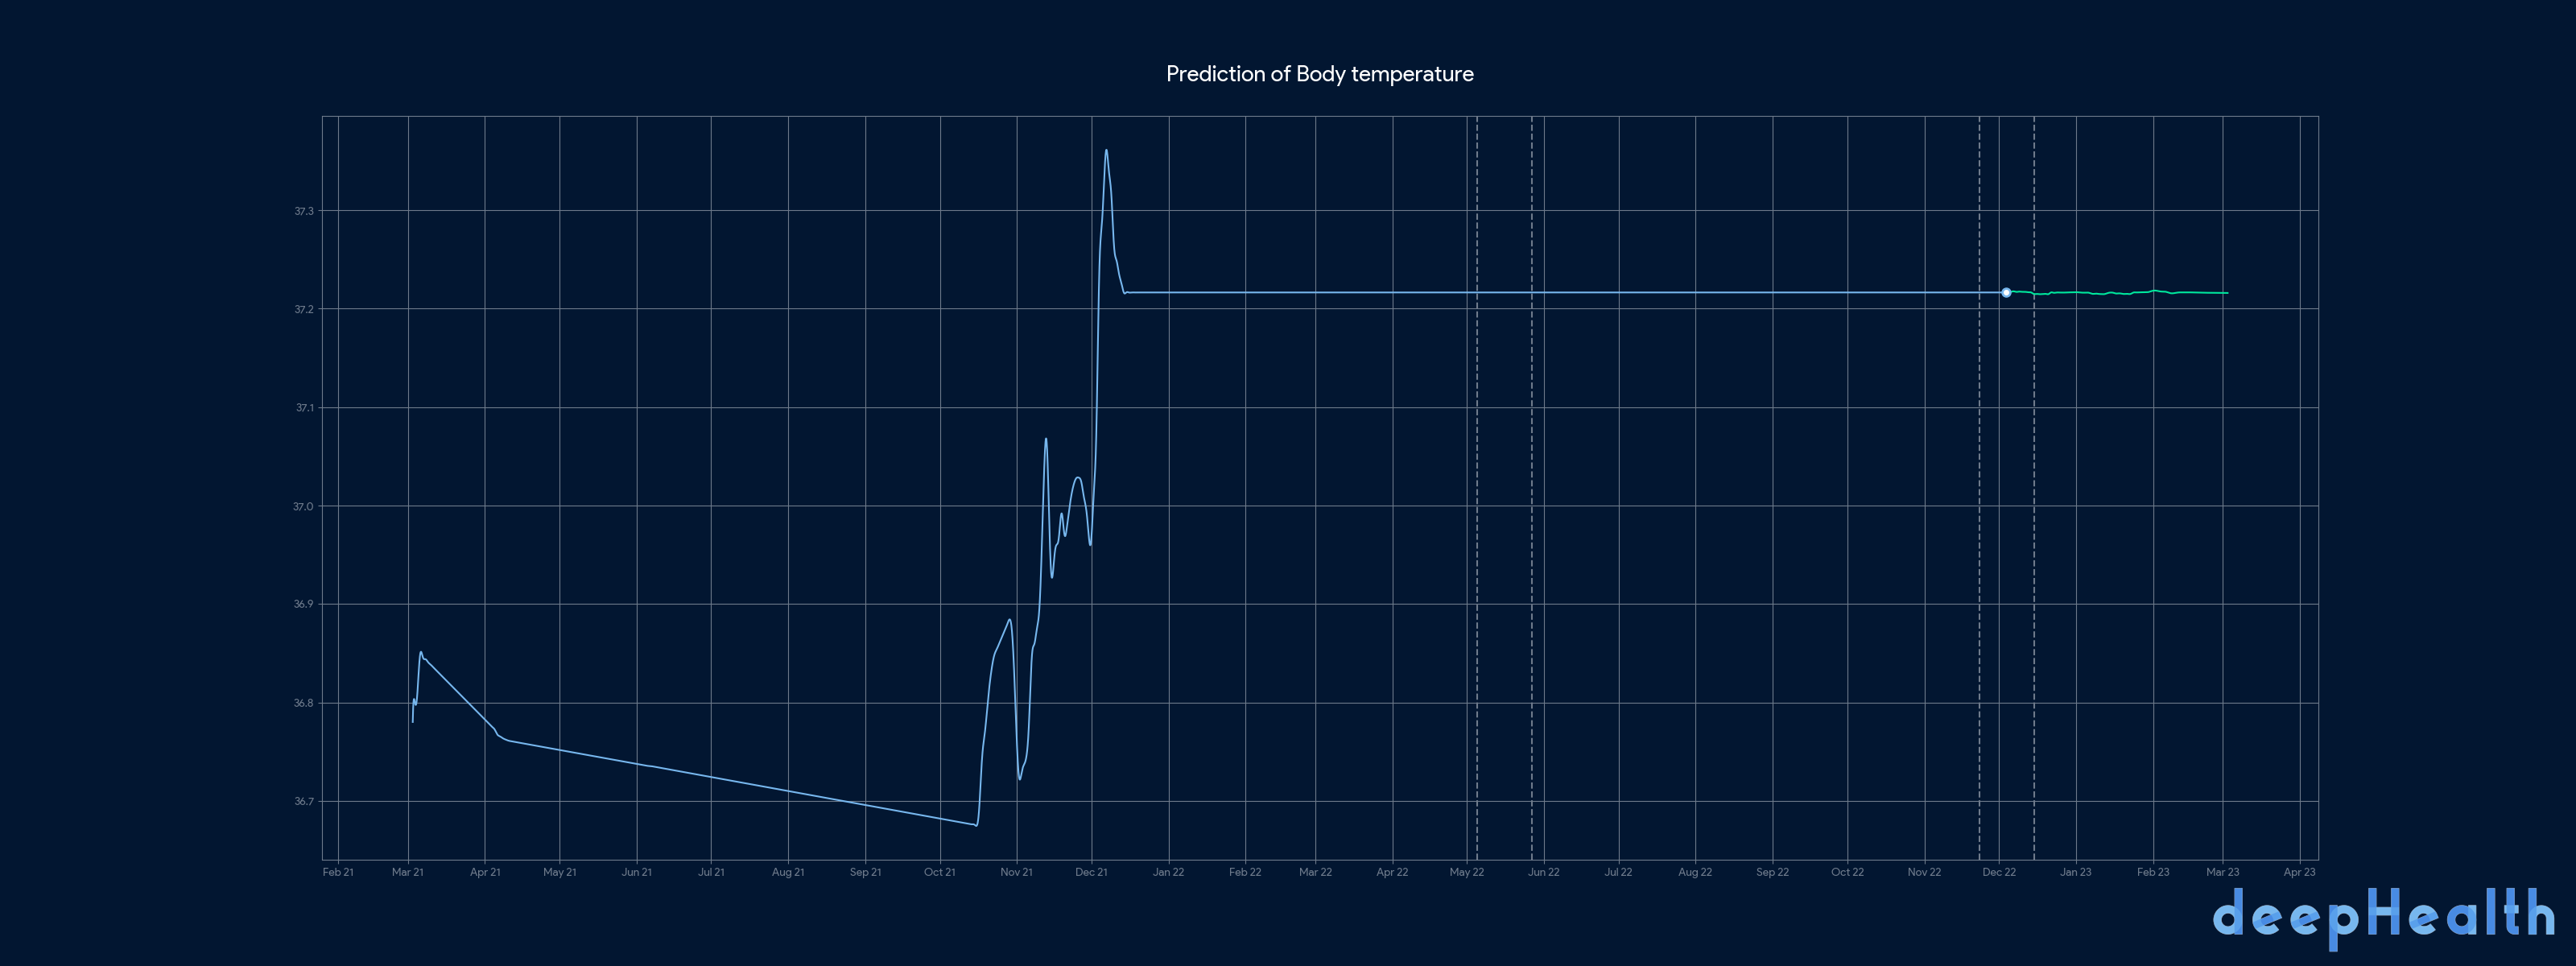 Prediction of Body temperature
37.3
37.2
37.1
37.0
36.9
36.8
36.7
Feb 21 Mar 21 Apr 21 May 21 Jun 21 Jul 21 Aug 21 Sep 21 Oct 21 Nov 21 Dec 21 Jan 22 Feb 22 Mar 22 Apr 22 May 22 Jun 22 Jul 22 Aug 22 Sep 22 Oct 22 Nov 22 Dec 22 Jan 23 Feb 23 Mar 23 Apr 23
deepHealth